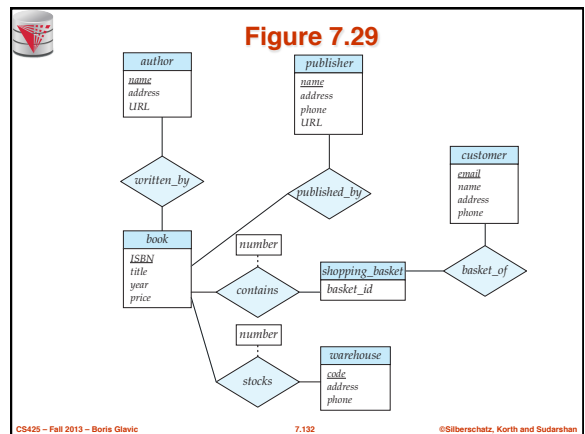 Figure 7.29
author
name
address
URL
publisher
name
address
phone
URL
customer
email
name
address
phone
written_by
published_by
book
ISBN
title
year
price
number
contains
shopping_basket
basket_id
basket_of
number
stocks
warehouse
code
address
phone
CS425 – Fall 2013 – Boris Glavic
7.132
©Silberschatz, Korth and Sudarshan